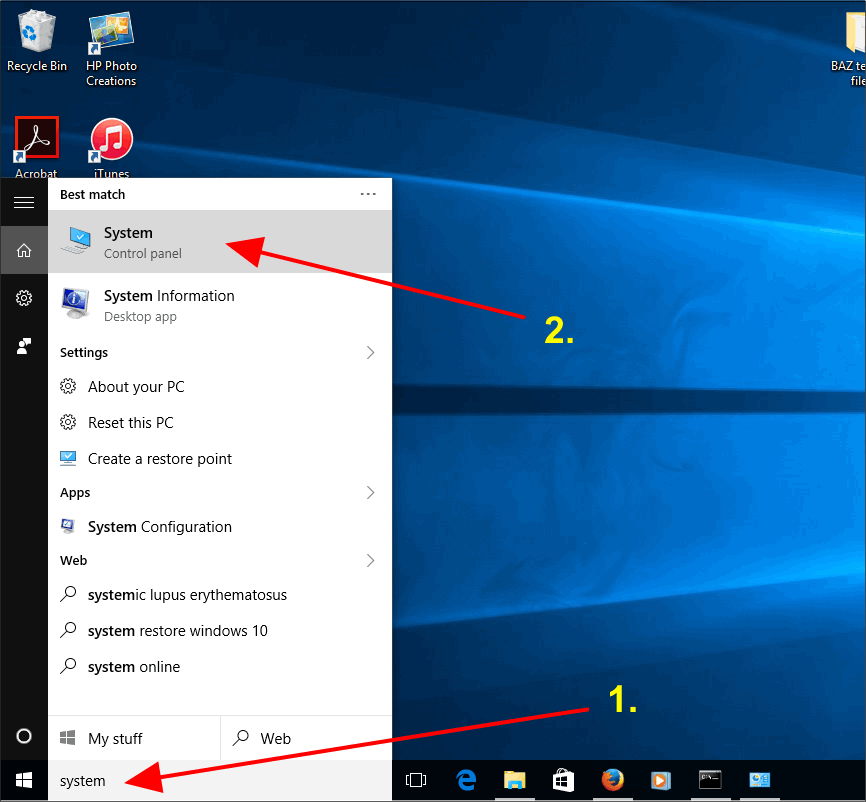 Recycle Bin
HP Photo
Creations
BAZ te
file
Acrobat
iTunes
Best match
System
Control panel
System Information
Desktop app
2.
Settings
About your PC
Reset this PC
Create a restore point
Apps
System Configuration
Web
systemic lupus erythematosus
system restore windows 10
system online
1.
My stuff
Web
system